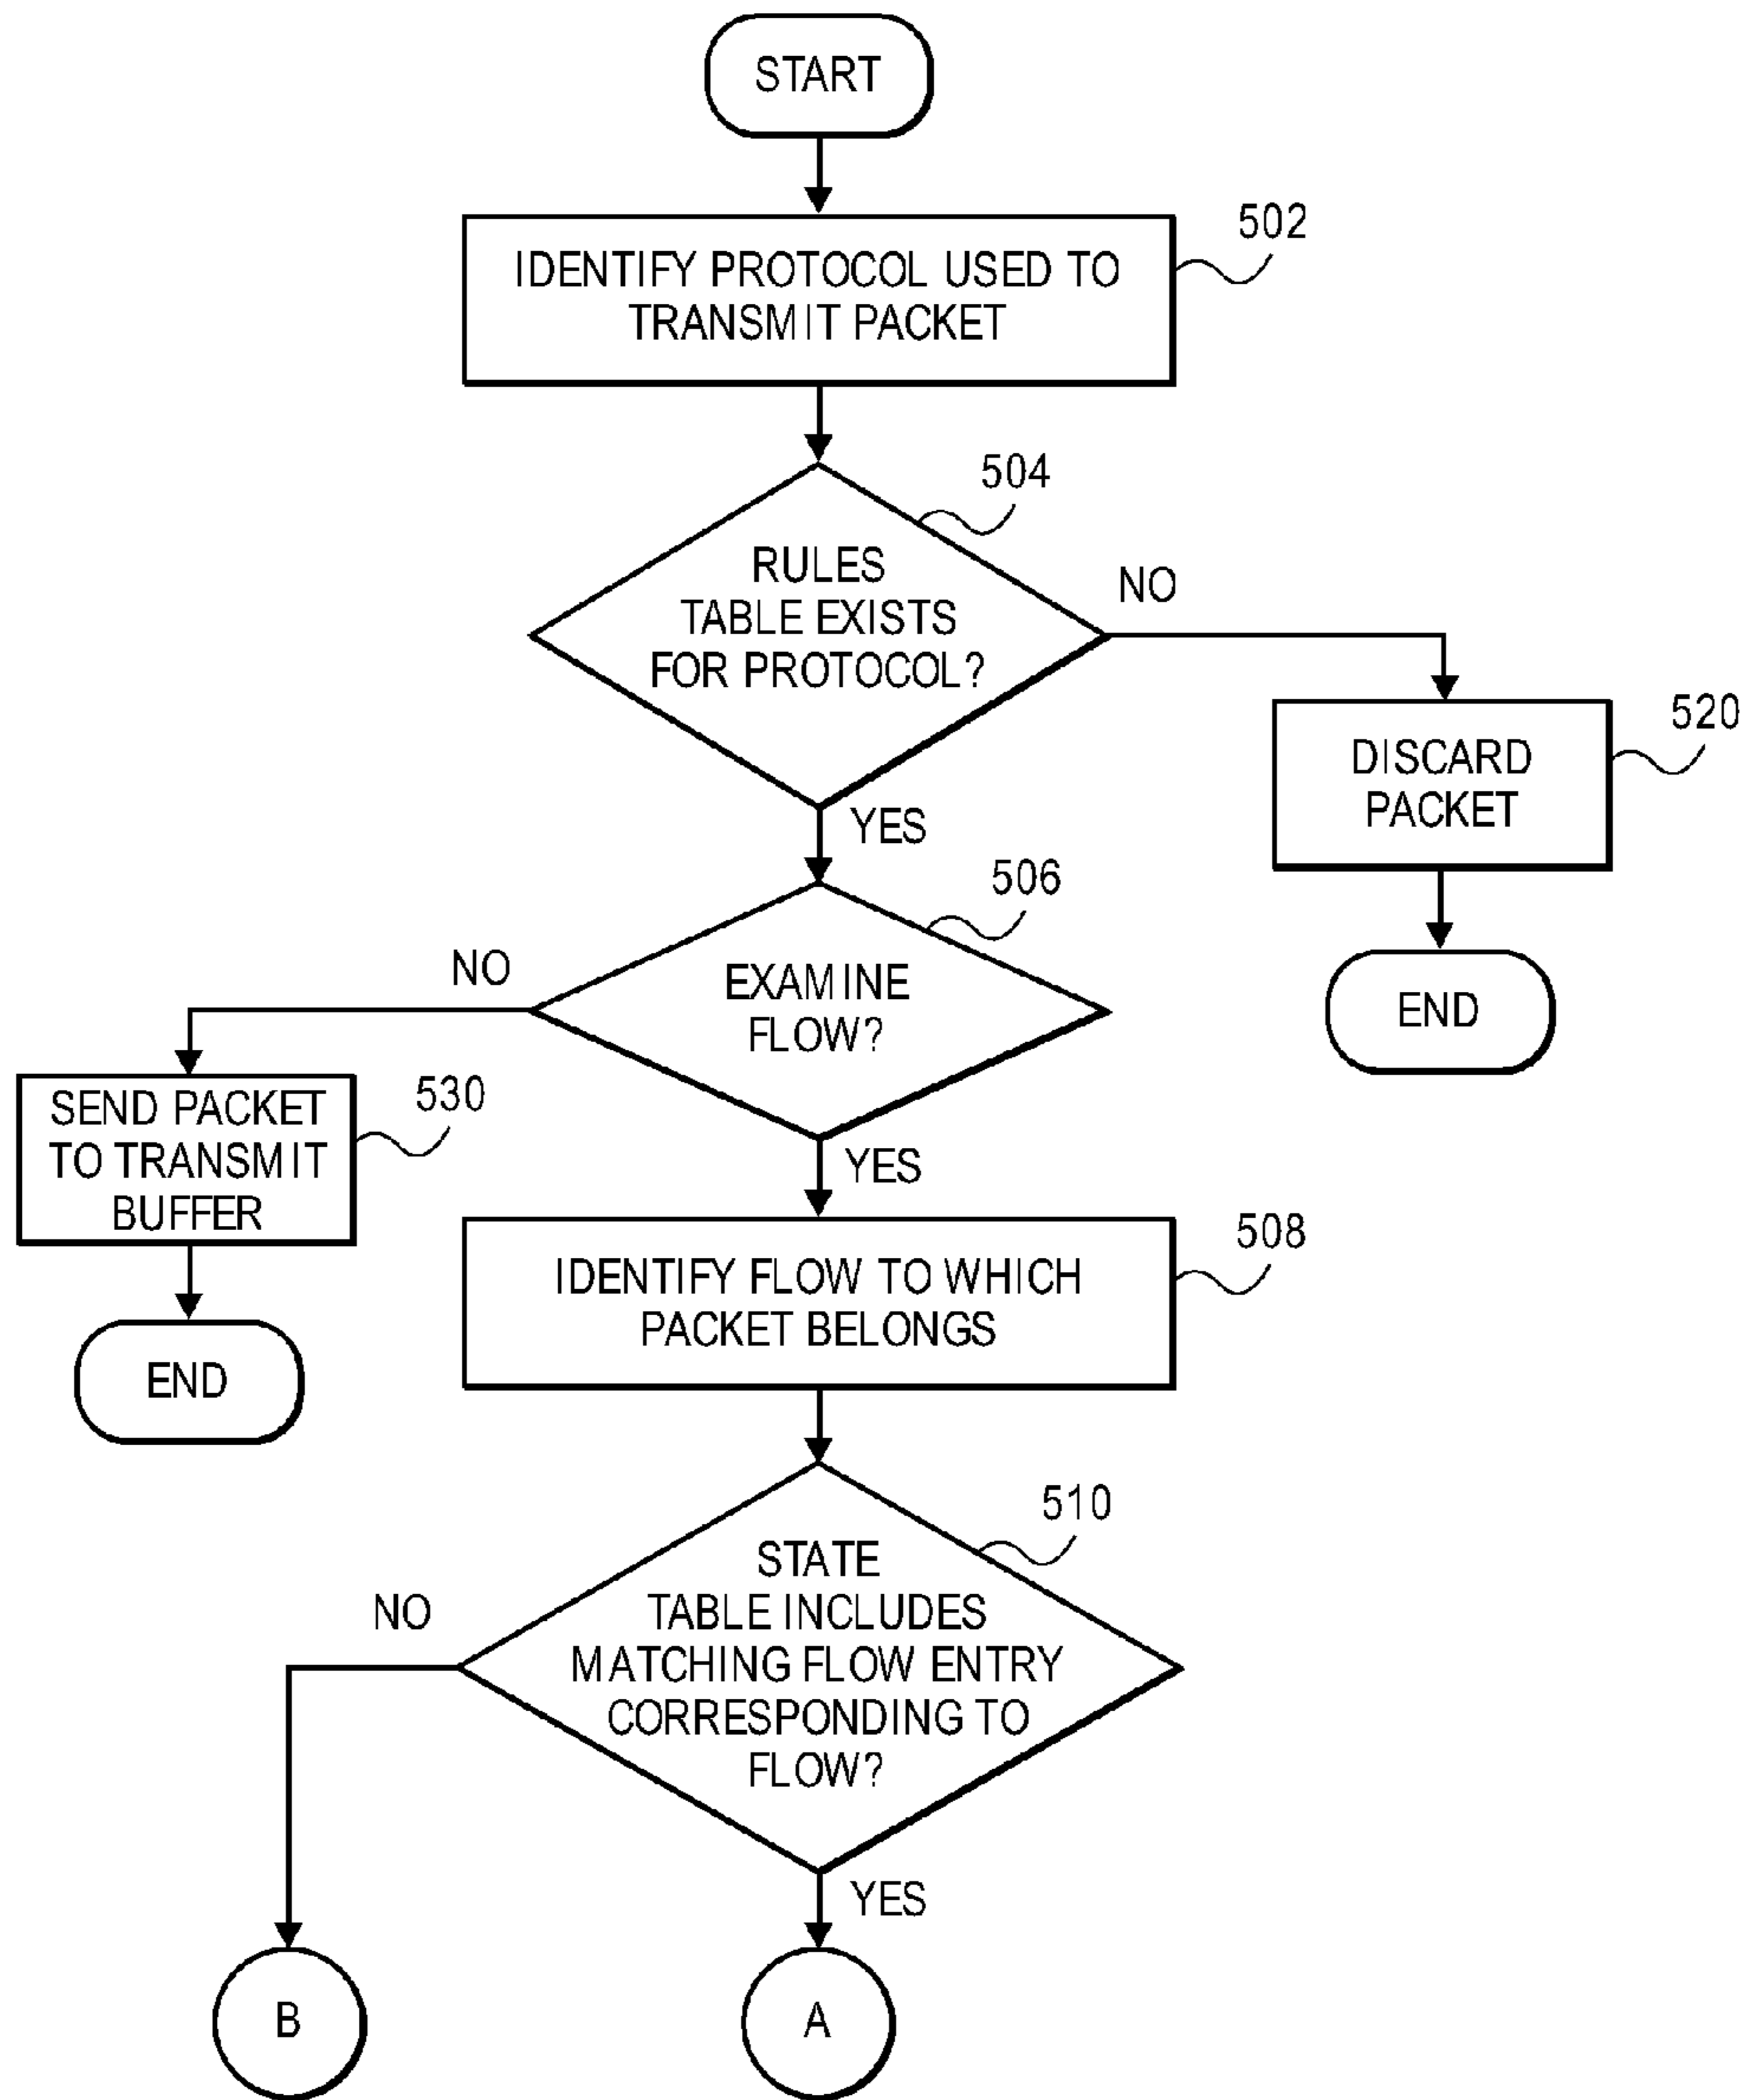 START
502
IDENTIFY PROTOCOL USED TO
TRANSMIT PACKET
504
RULES
TABLE EXISTS
FOR PROTOCOL?
NO
520
DISCARD
PACKET
YES
506
NO
EXAMINE
FLOW?
END
SEND PACKET
TO TRANSMIT
BUFFER
530
YES
508
IDENTIFY FLOW TO WHICH
PACKET BELONGS
END
510
STATE
TABLE INCLUDES
MATCHING FLOW ENTRY
CORRESPONDING TO
FLOW?
NO
YES
B
A